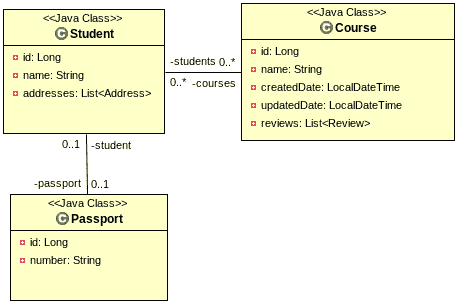 <<Java Class>>
Student
id: Long
name: String
addresses: List<Address>
-students 0..*
0..* -courses
<<Java Class>>
Course
id: Long
name: String
createdDate: LocalDateTime
updatedDate: LocalDateTime
reviews: List<Review>
0..1 -student
-passport 0..1
<<Java Class>>
Passport
id: Long
number: String